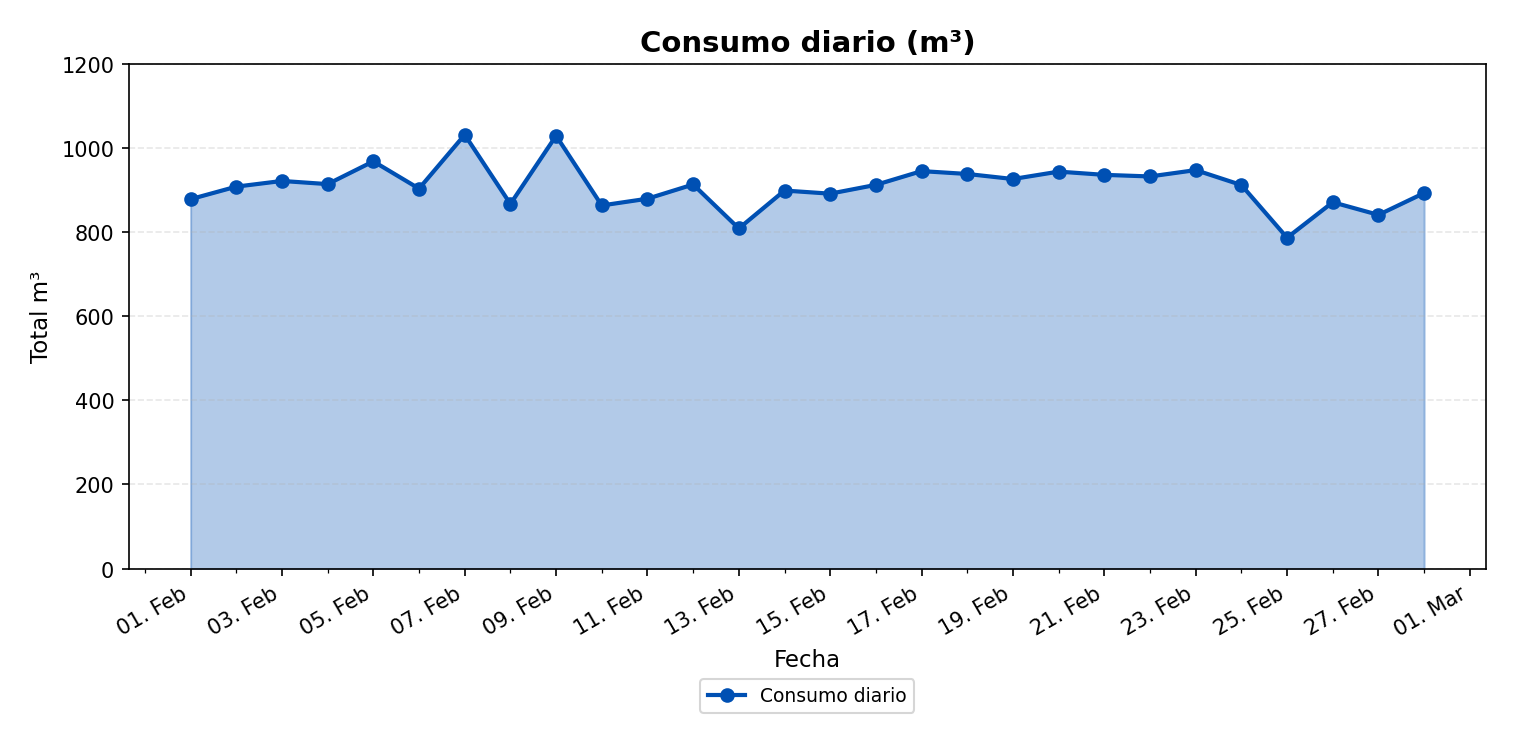 Consumo diario (m³)
Total m³
1200
1000
800
600
400
200
0
01. Feb
03. Feb
05. Feb
07. Feb
09. Feb
11. Feb
13. Feb
15. Feb
17. Feb
19. Feb
21. Feb
23. Feb
25. Feb
27. Feb
01. Mar
Fecha
Consumo diario